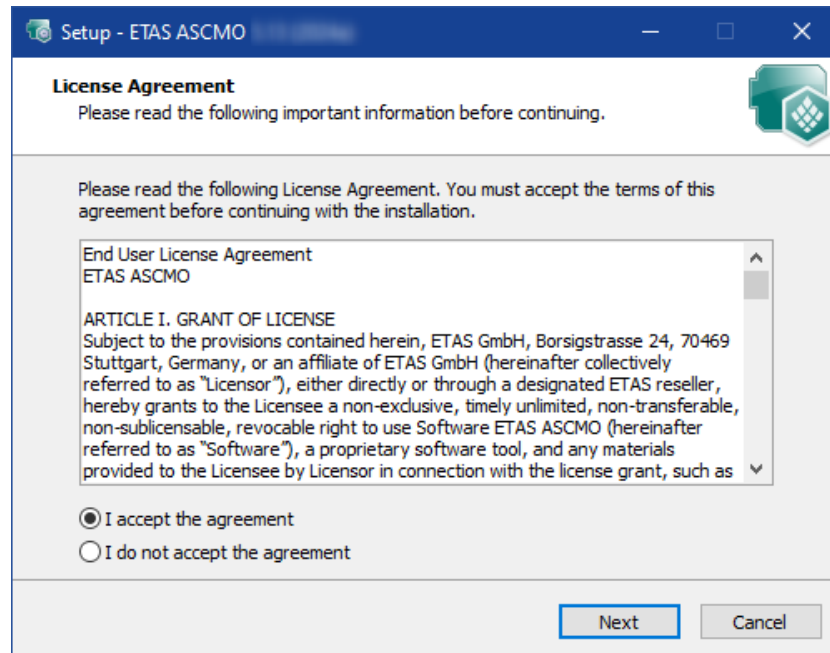 Setup - ETAS ASCMO
License Agreement
Please read the following important information before continuing.
Please read the following License Agreement. You must accept the terms of this
agreement before continuing with the installation.
End User License Agreement
ETAS ASCMO
ARTICLE I. GRANT OF LICENSE
Subject to the provisions contained herein, ETAS GmbH, Borsigstrasse 24, 70469
Stuttgart, Germany, or an affiliate of ETAS GmbH (hereinafter collectively
referred to as “Licensor”), either directly or through a designated ETAS reseller,
hereby grants to the Licensee a non-exclusive, timely unlimited, non-transferable,
non-sublicensable, revocable right to use Software ETAS ASCMO (hereinafter
referred to as “Software”), a proprietary software tool, and any materials
provided to the Licensee by Licensor in connection with the license grant, such as
I accept the agreement
I do not accept the agreement
Next
Cancel